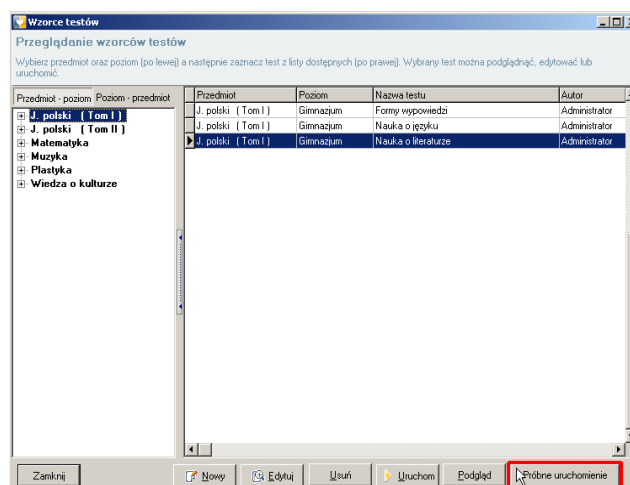 Wzorce testów
Przeglądanie wzorców testów
Wybierz przedmiot oraz poziom (po lewej) a następnie zaznacz test z listy dostępnych (po prawej). Wybrany test można podglądnąć, edytować lub
uruchomić.
Przedmiot - poziom Poziom - przedmiot
J. polski ( Tom I )
J. polski ( Tom II )
Matematyka
Muzyka
Plastyka
Wiedza o kulturze
Przedmiot Poziom Nazwa testu Autor
J. polski ( Tom I ) Gimnazjum Formy wypowiedzi Administrator
J. polski ( Tom I ) Gimnazjum Nauka o języku Administrator
J. polski ( Tom I ) Gimnazjum Nauka o literaturze Administrator
Zamknij Nowy Edytuj Usuń Uruchom Podgląd Próbne uruchomienie